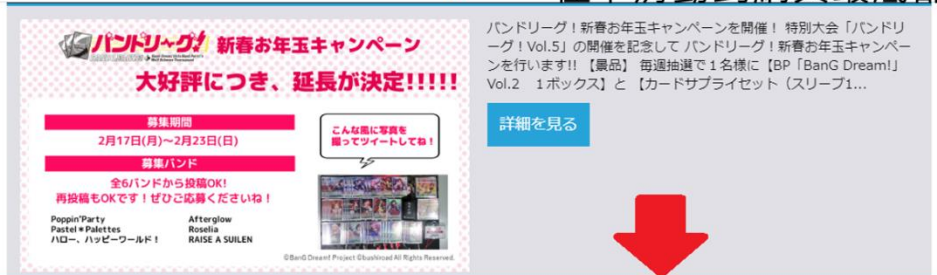 バンドリ〜グ! 新春お年玉キャンペーン
大好評につき、延長が決定!!!!!
募集期間
2月17日(月)〜2月23日(日)
募集バンド
全6バンドから投稿OK!
再投稿もOKです!ぜひご応募くださいね!
Poppin'Party
Afterglow
Pastel*Palettes
Roselia
ハロー、ハッピーワールド!
RAISE A SUILEN
こんな風に写真を
撮ってツイートしてね!
©BanG Dream! Project ©bushiroad All Rights Reserved.
バンドリーグ!新春お年玉キャンペーンを開催! 特別大会「バンドリ
ーグ!Vol.5」の開催を記念して バンドリーグ!新春お年玉キャンペー
ンを行います!! 【景品】 毎週抽選で1名様に【BP「BanG Dream!」
Vol.2 1ボックス】と 【カードサプライセット(スリーブ1...
詳細を見る